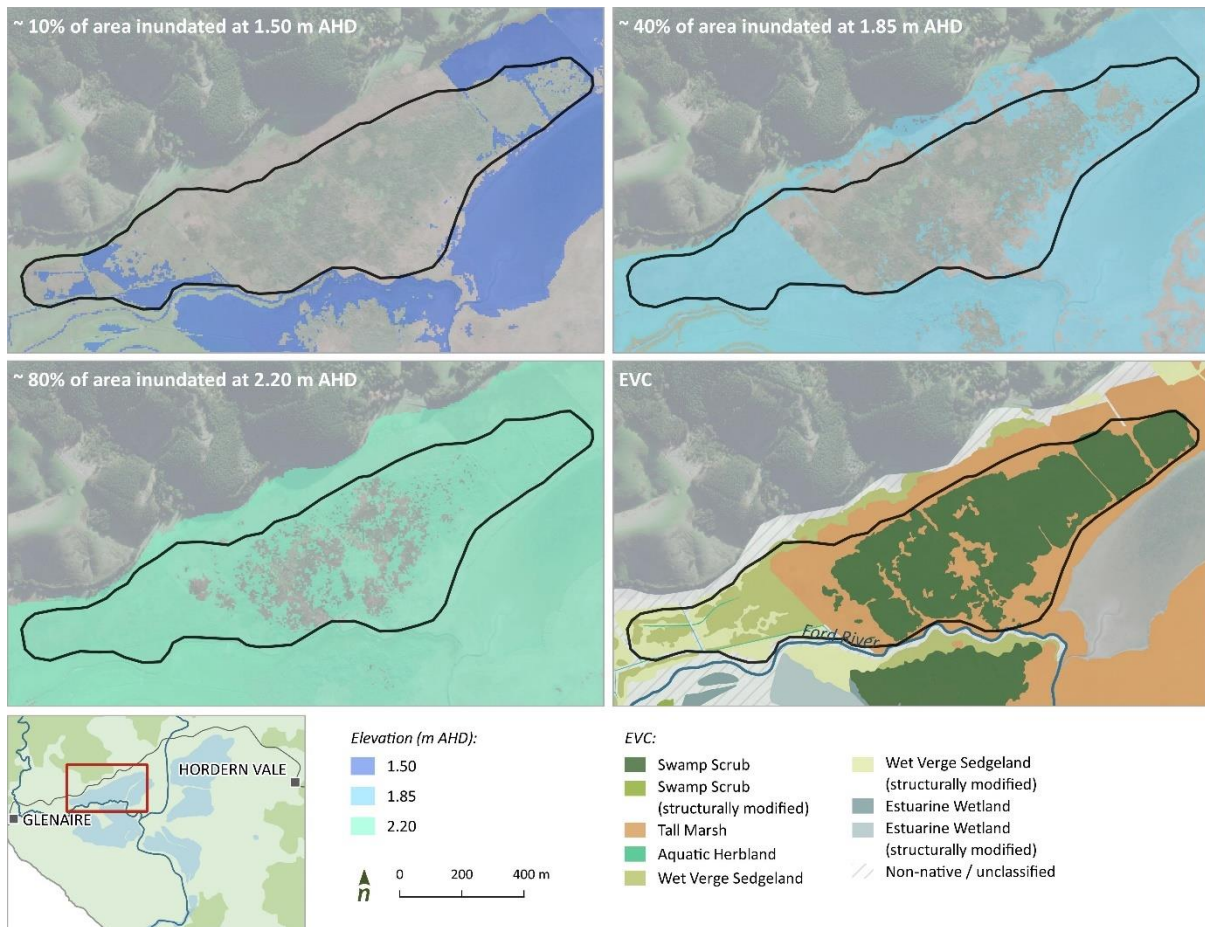 ~ 10% of area inundated at 1.50 m AHD
~ 40% of area inundated at 1.85 m AHD
~ 80% of area inundated at 2.20 m AHD
EVC
Ford River
GLENAIRE
HORDERN VALE
Elevation (m AHD):
1.50
1.85
2.20
n
0 200 400 m
EVC:
Swamp Scrub
Swamp Scrub
(structurally modified)
Tall Marsh
Aquatic Herbland
Wet Verge Sedgeland
Wet Verge Sedgeland
(structurally modified)
Estuarine Wetland
Estuarine Wetland
(structurally modified)
Non-native / unclassified